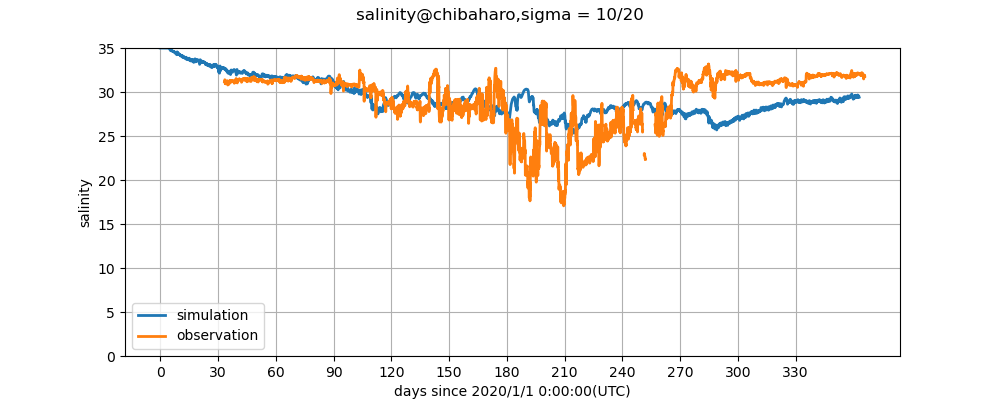 salinity@chibaharo,sigma = 10/20
35
30
25
20
15
10
5
0
salinity
simulation
observation
0 30 60 90 120 150 180 210 240 270 300 330
days since 2020/1/1 0:00:00(UTC)